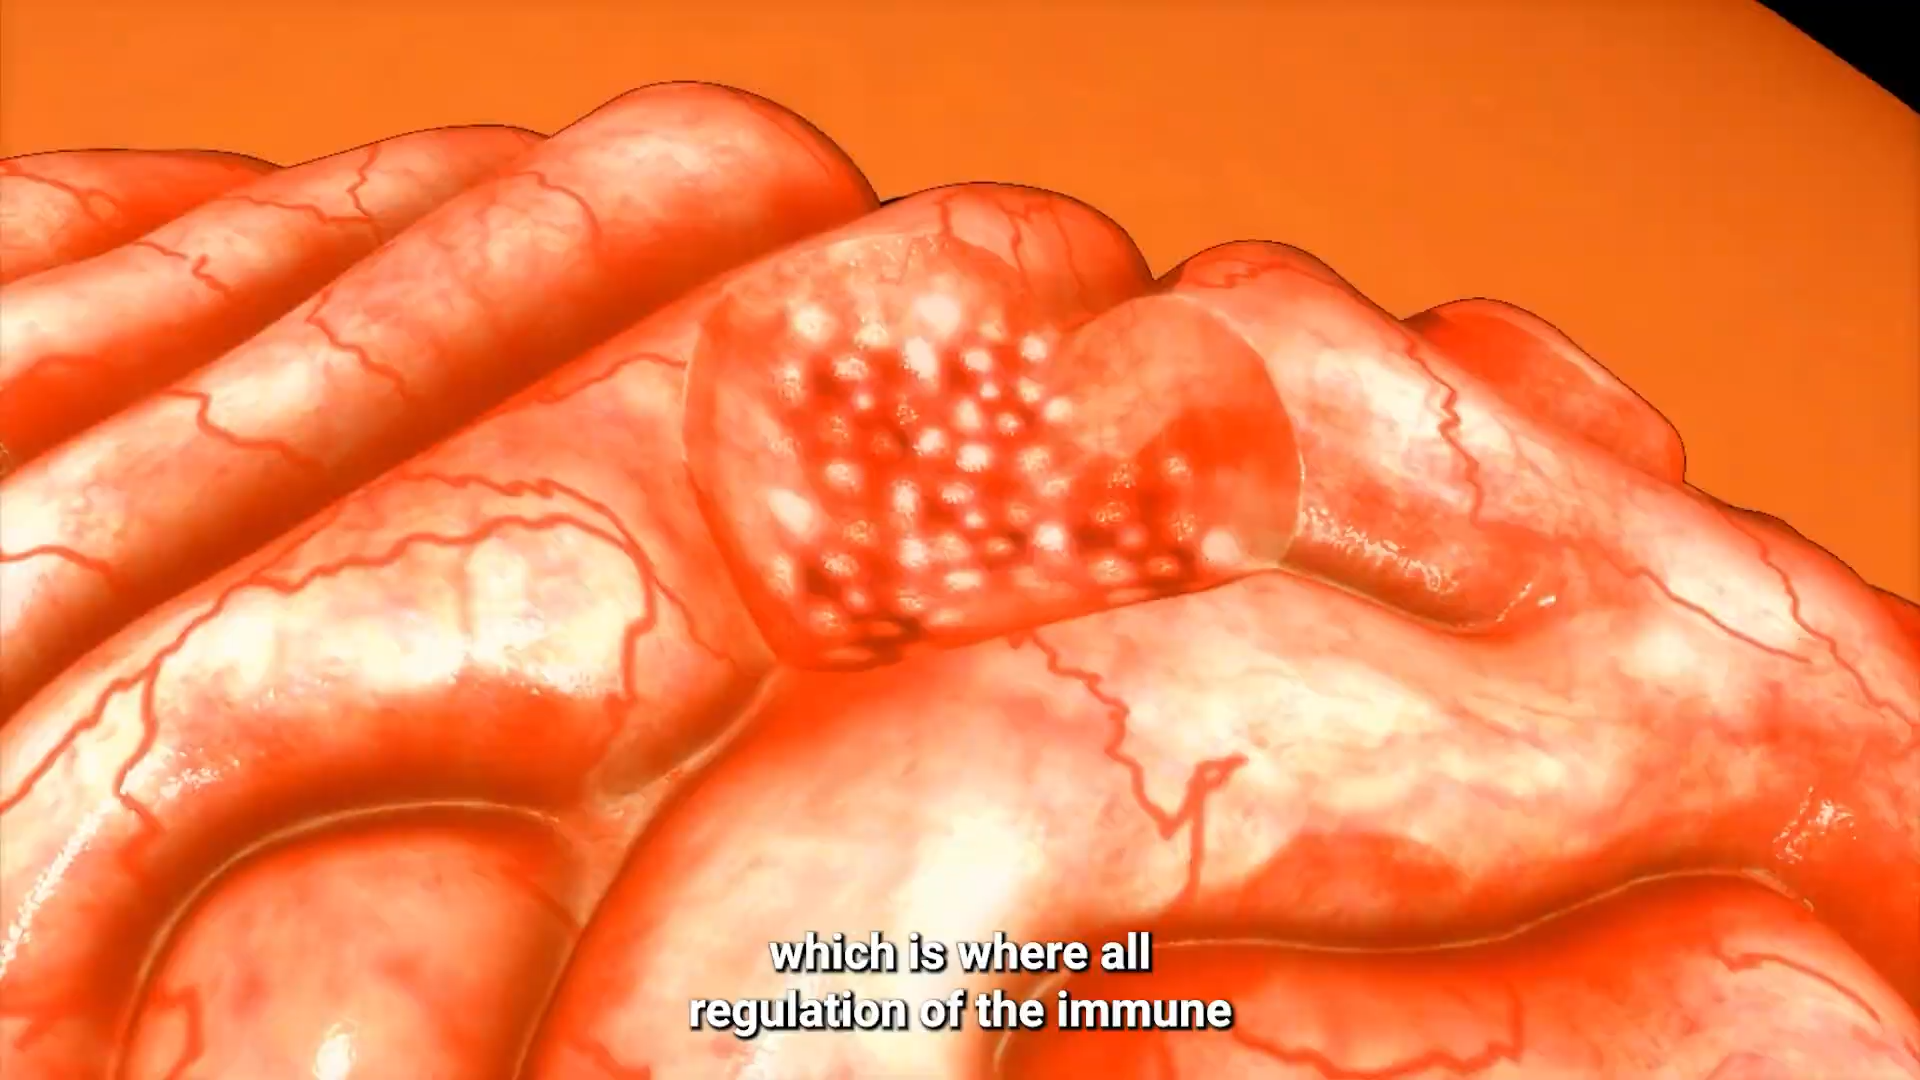 which is where all
regulation of the immune